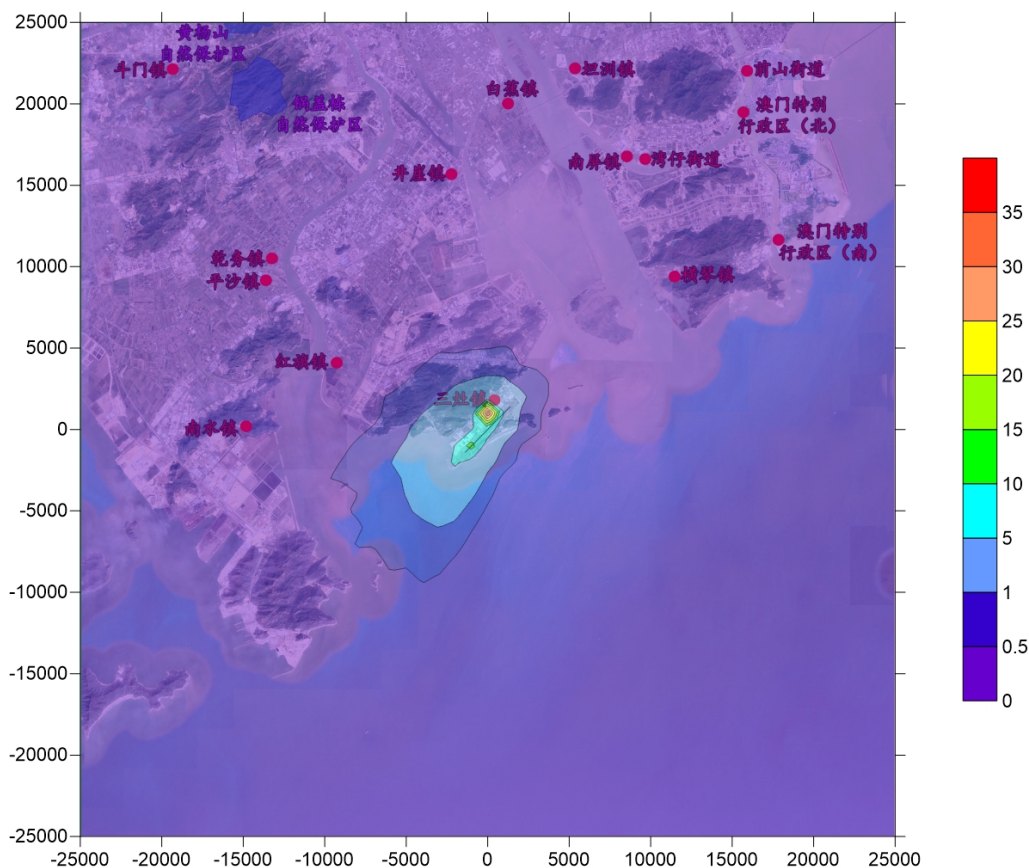 25000
20000
15000
10000
5000
0
-5000
-10000
-15000
-20000
-25000
黄杨山
自然保护区
斗门镇
锅盖栋
自然保护区
白蕉镇
坦洲镇
前山街道
澳门特别
行政区（北）
南屏镇
湾仔街道
井崖镇
澳门特别
行政区（南）
乾务镇
平沙镇
横琴镇
红旗镇
三灶镇
南水镇
35
30
25
20
15
10
5
1
0.5
0
-25000
-20000
-15000
-10000
-5000
0
5000
10000
15000
20000
25000